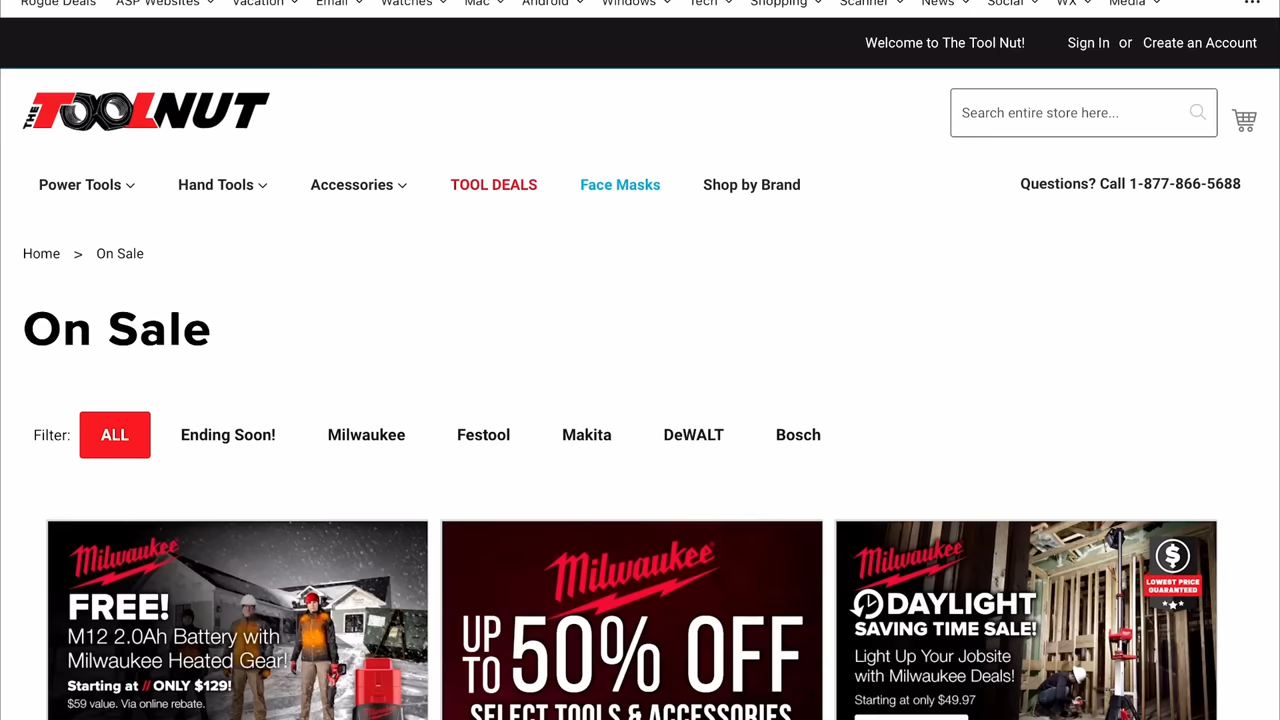 Rogue Deals ASP Websites Vacation Email Watches Mac Android Windows Tech Shopping Scanner News Social WX Media
Welcome to The Tool Nut! Sign In or Create an Account
THE TOOLNUT
Search entire store here...
Power Tools Hand Tools Accessories TOOL DEALS Face Masks Shop by Brand Questions? Call 1-877-866-5688
Home > On Sale
On Sale
Filter: ALL Ending Soon! Milwaukee Festool Makita DeWALT Bosch
Milwaukee
FREE!
M12 2.0Ah Battery with
Milwaukee Heated Gear!
Starting at // ONLY $129!
$59 value. Via online rebate.
Milwaukee
UP TO 50% OFF
SELECT TOOLS & ACCESSORIES
Milwaukee
$
LOWEST PRICE
GUARANTEED
DAYLIGHT
SAVING TIME SALE!
Light Up Your Jobsite
with Milwaukee Deals!
Starting at only $49.97